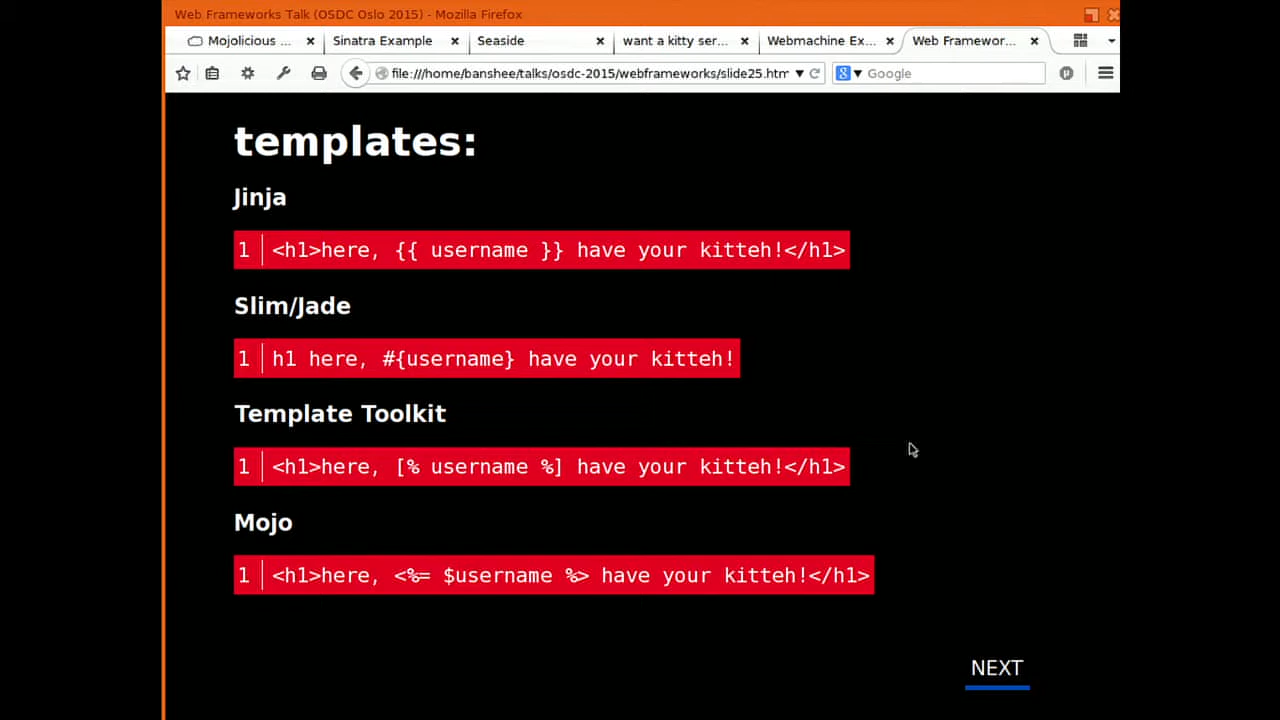 Web Frameworks Talk (OSDC Oslo 2015) - Mozilla Firefox
Mojolicious ... Sinatra Example Seaside want a kitty ser... Webmachine Ex... Web Framewor...
file:///home/banshee/talks/osdc-2015/webframeworks/slide25.htm Google
templates:
Jinja
1 <h1>here, {{ username }} have your kitteh!</h1>
Slim/Jade
1 h1 here, #{username} have your kitteh!
Template Toolkit
1 <h1>here, [% username %] have your kitteh!</h1>
Mojo
1 <h1>here, <%= $username %> have your kitteh!</h1>
NEXT